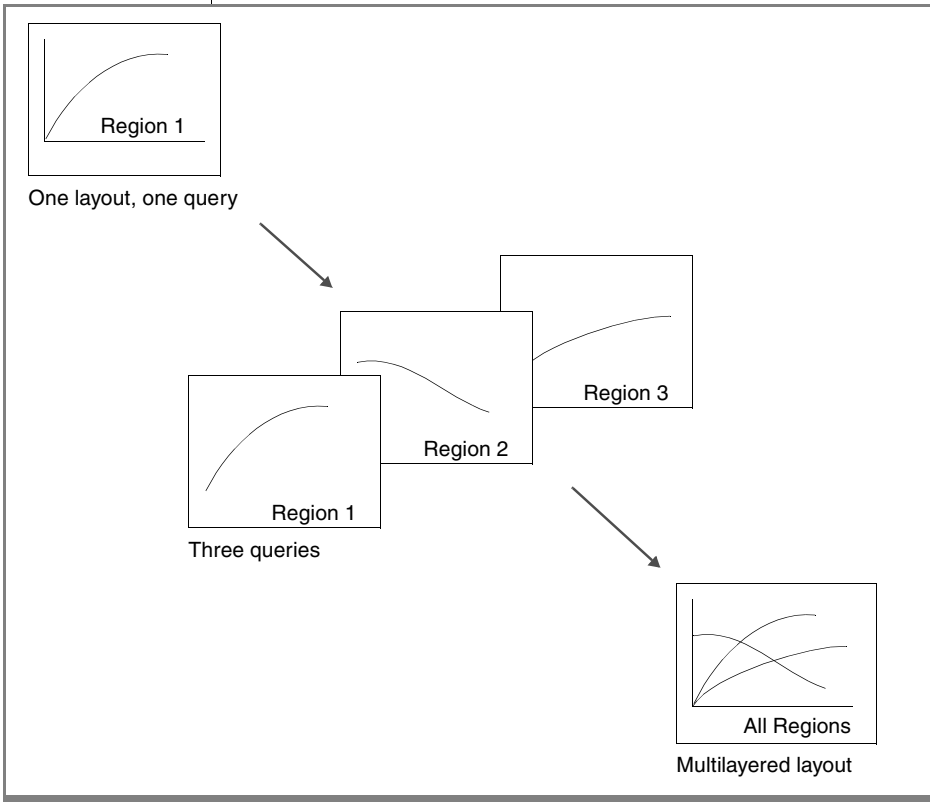 Region 1
One layout, one query
Region 3
Region 2
Region 1
Three queries
All Regions
Multilayered layout